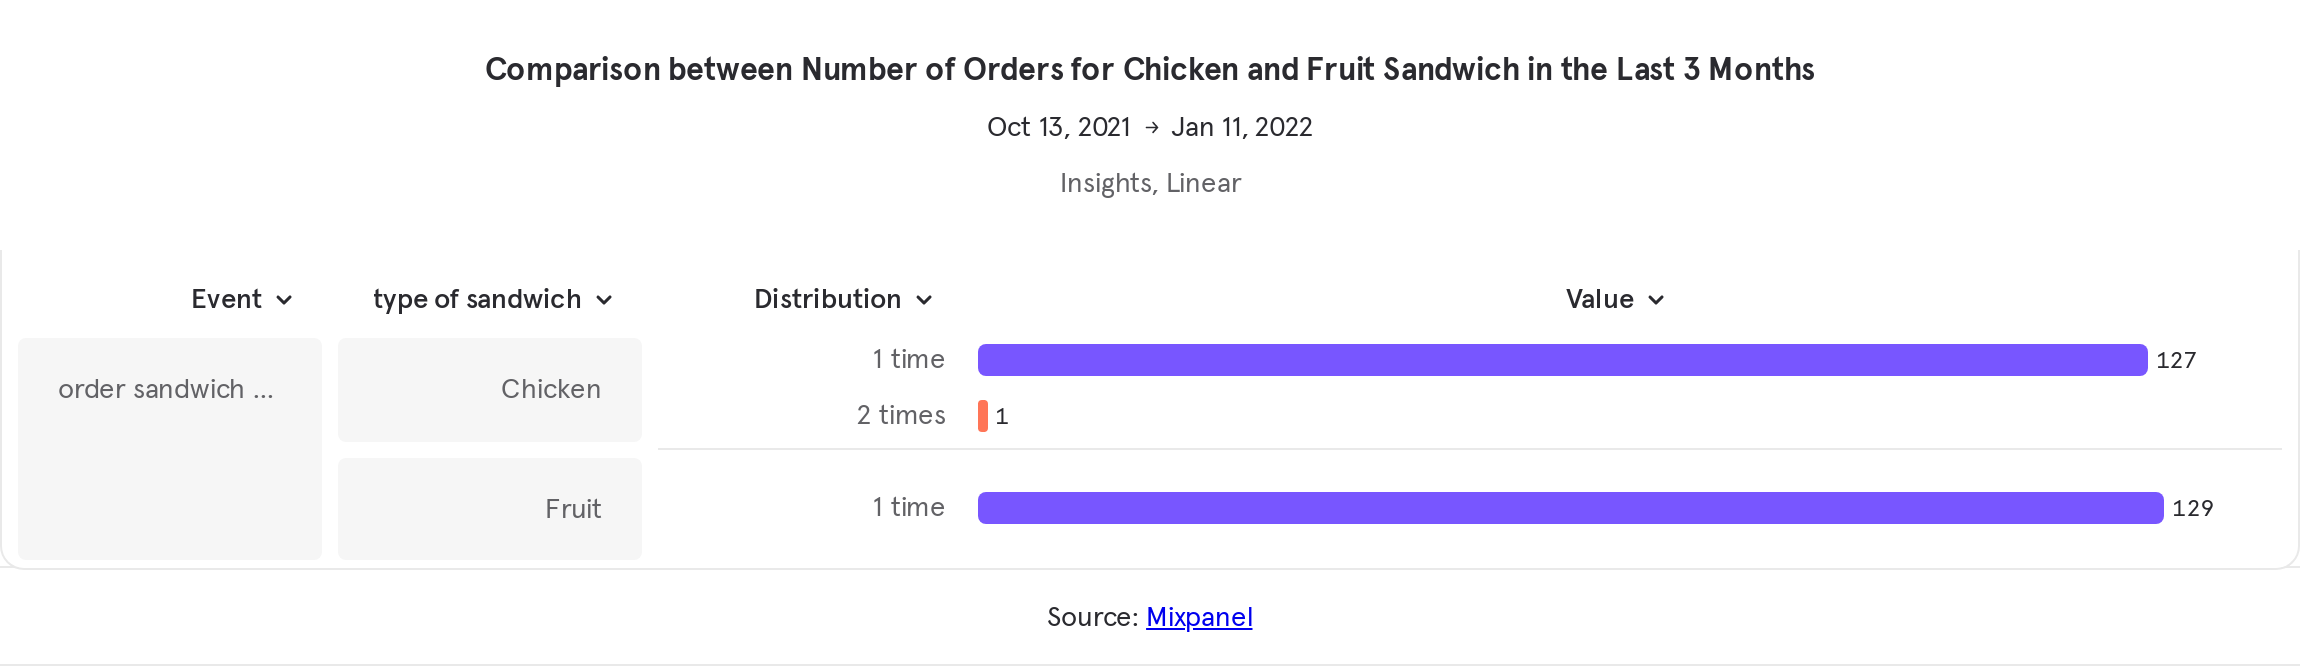 Comparison between Number of Orders for Chicken and Fruit Sandwich in the Last 3 Months
Oct 13, 2021 → Jan 11, 2022
Insights, Linear
Event type of sandwich Distribution Value
order sandwich ... Chicken 1 time 127
2 times 1
Fruit 1 time 129
Source: Mixpanel